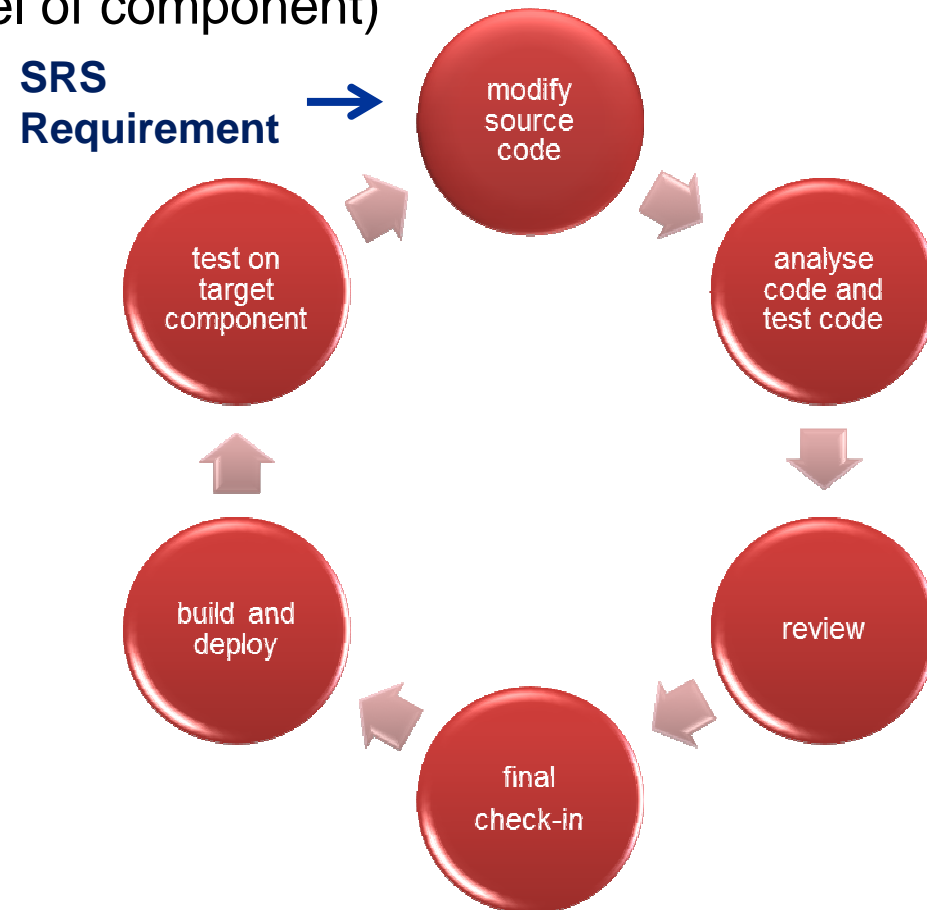 of component)
SRS
Requirement
modify
source
code
analyse
code and
test code
review
final
check-in
build and
deploy
test on
target
component